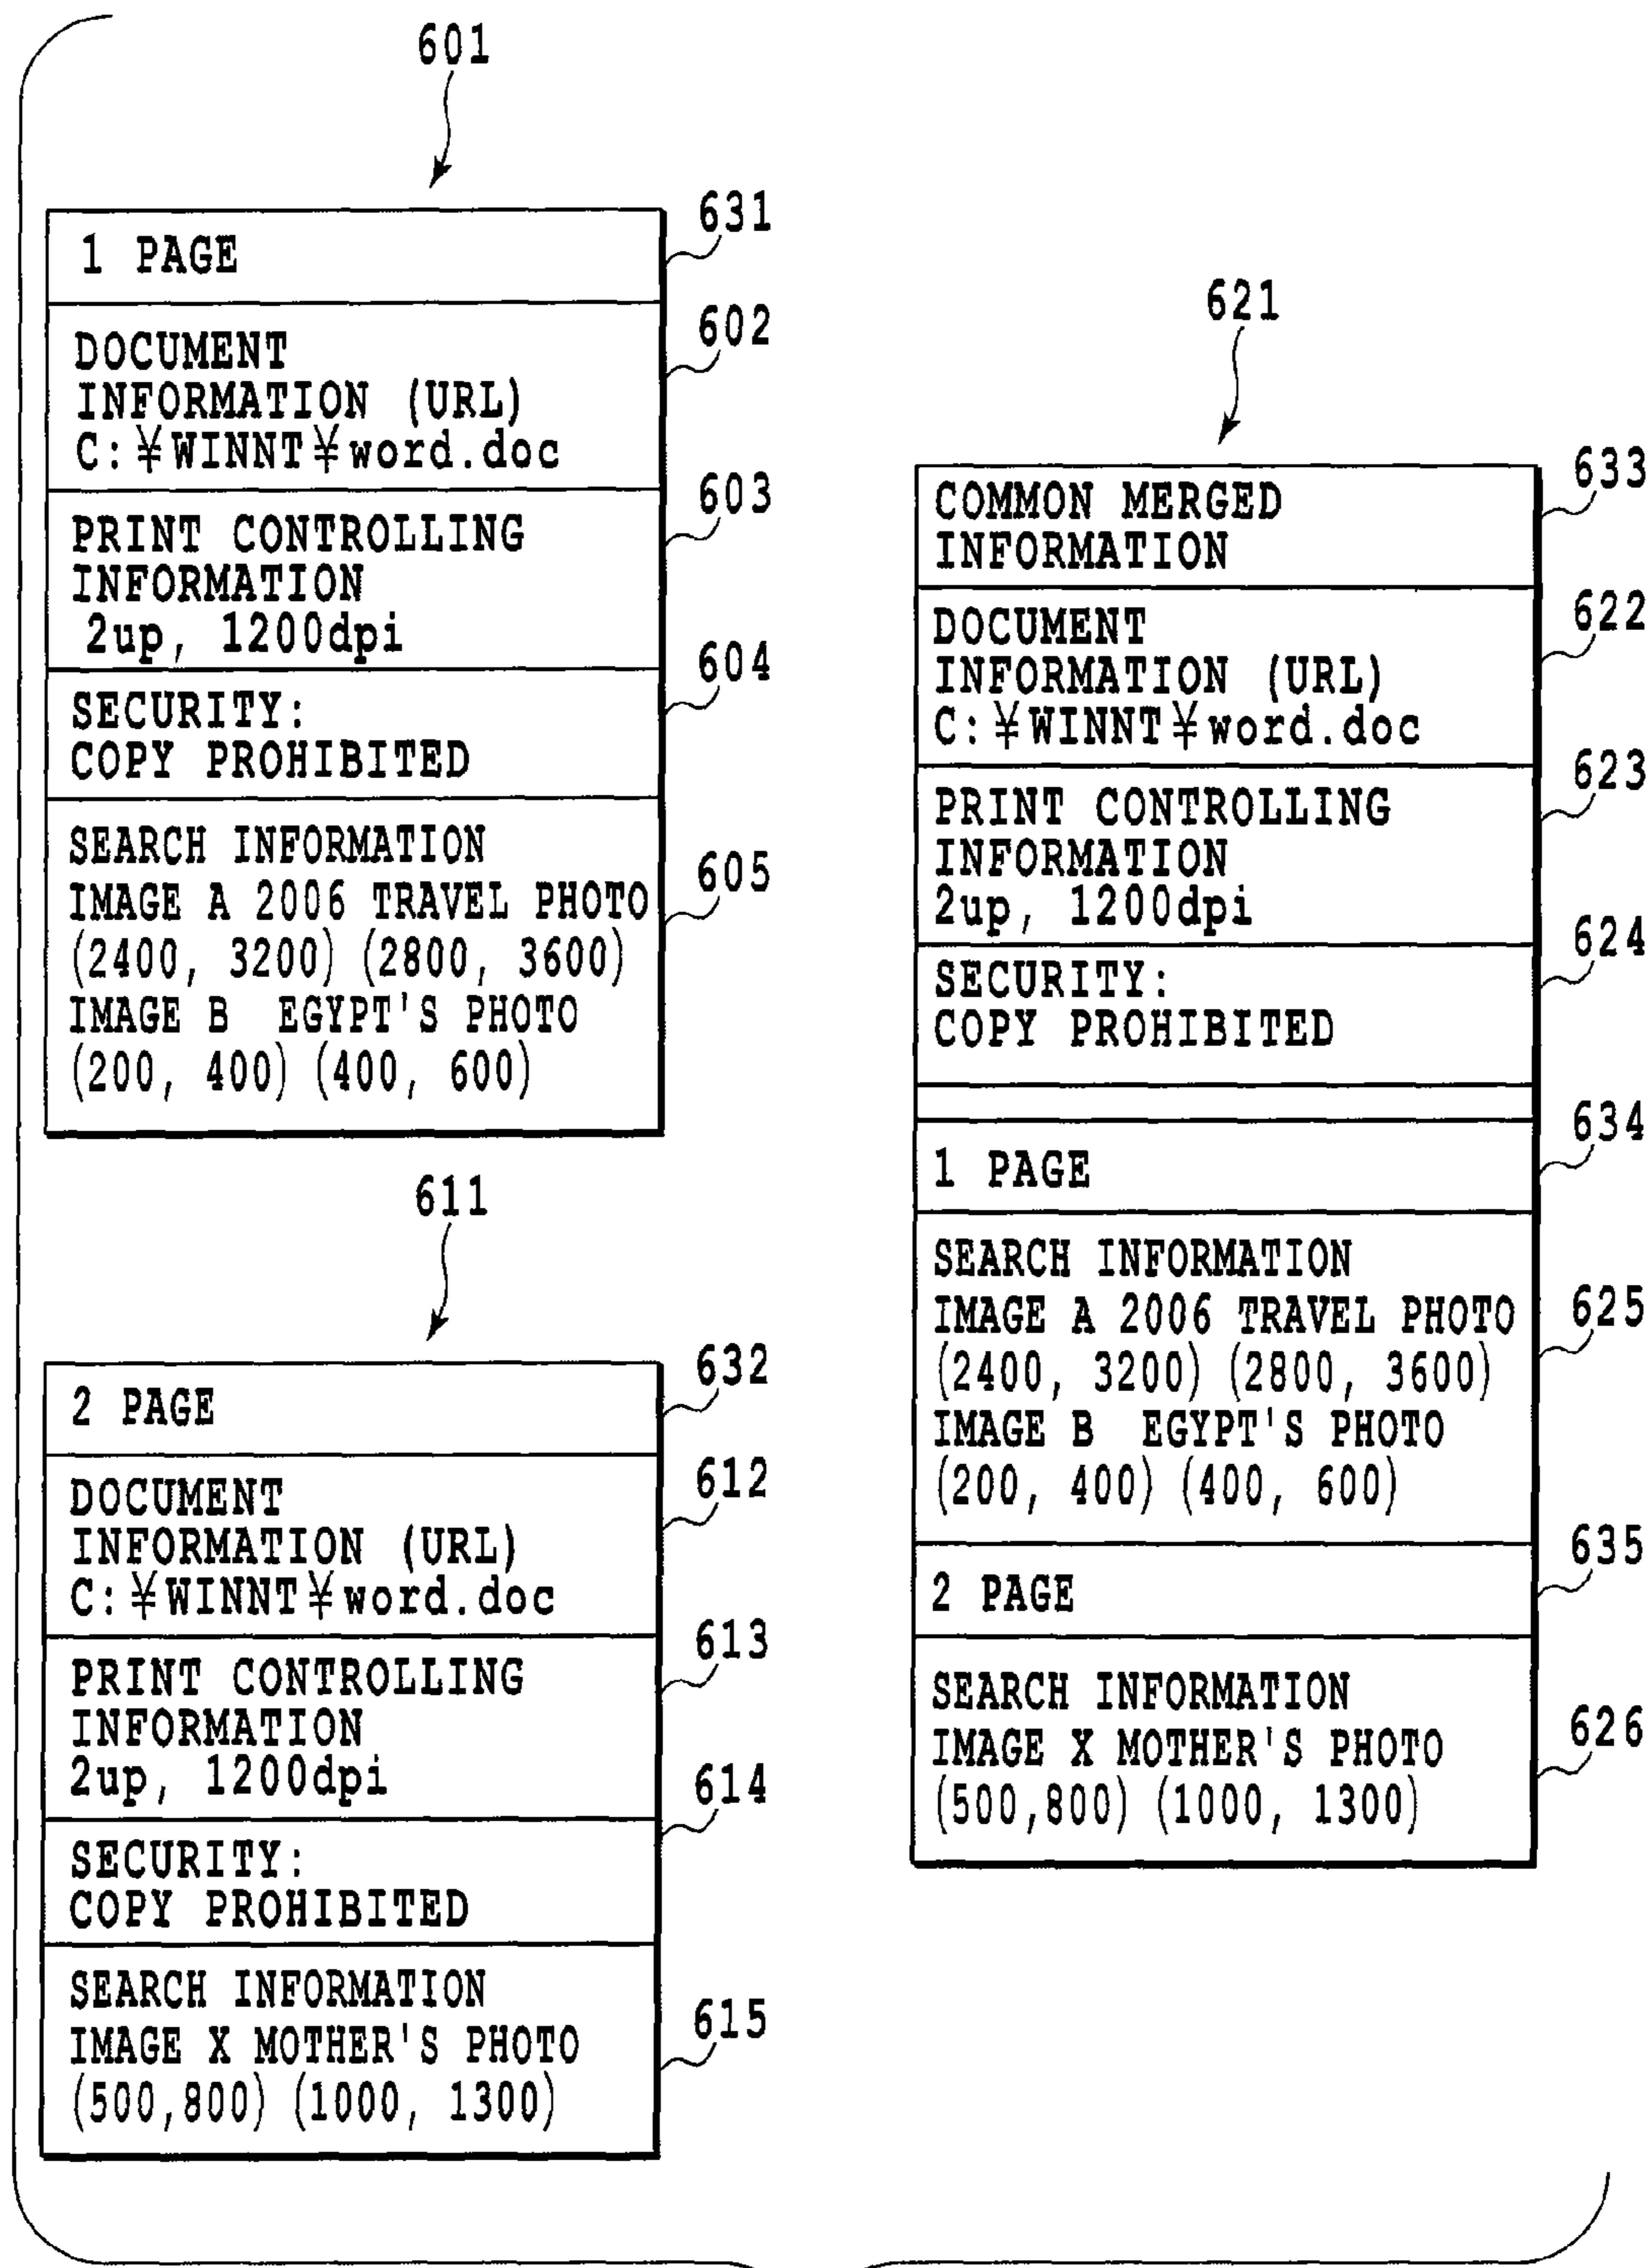 601
1 PAGE
631
DOCUMENT
INFORMATION (URL)
C:¥WINNT¥word.doc
602
PRINT CONTROLLING
INFORMATION
2up, 1200dpi
603
SECURITY:
COPY PROHIBITED
604
SEARCH INFORMATION
IMAGE A 2006 TRAVEL PHOTO
(2400, 3200) (2800, 3600)
IMAGE B EGYPT'S PHOTO
(200, 400) (400, 600)
605
611
2 PAGE
632
DOCUMENT
INFORMATION (URL)
C:¥WINNT¥word.doc
612
PRINT CONTROLLING
INFORMATION
2up, 1200dpi
613
SECURITY:
COPY PROHIBITED
614
SEARCH INFORMATION
IMAGE X MOTHER'S PHOTO
(500,800) (1000, 1300)
615
621
COMMON MERGED
INFORMATION
633
DOCUMENT
INFORMATION (URL)
C:¥WINNT¥word.doc
622
PRINT CONTROLLING
INFORMATION
2up, 1200dpi
623
SECURITY:
COPY PROHIBITED
624
1 PAGE
634
SEARCH INFORMATION
IMAGE A 2006 TRAVEL PHOTO
(2400, 3200) (2800, 3600)
IMAGE B EGYPT'S PHOTO
(200, 400) (400, 600)
625
2 PAGE
635
SEARCH INFORMATION
IMAGE X MOTHER'S PHOTO
(500,800) (1000, 1300)
626